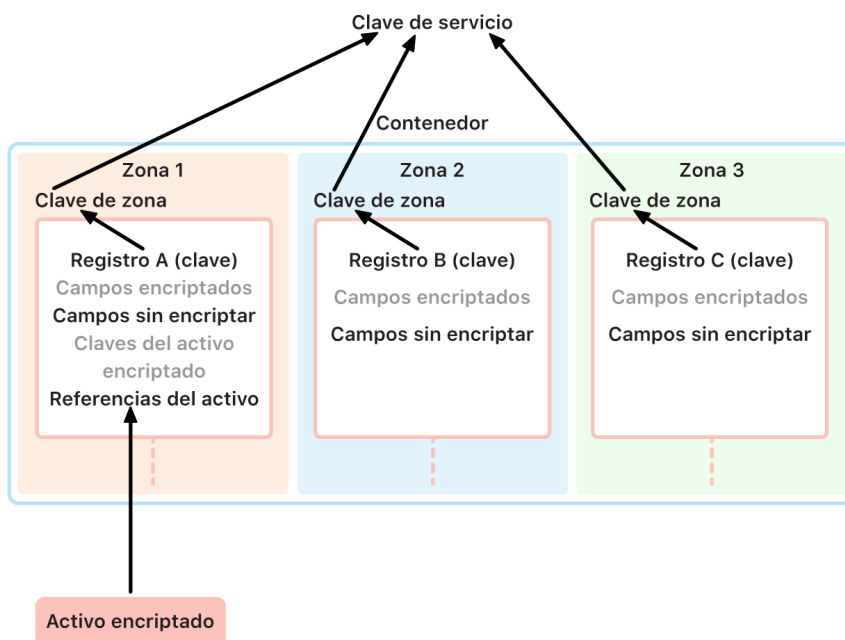 Clave de servicio
Contenedor
Zona 1
Clave de zona
Registro A (clave)
Campos encriptados
Campos sin encriptar
Claves del activo
encriptado
Referencias del activo
Zona 2
Clave de zona
Registro B (clave)
Campos encriptados
Campos sin encriptar
Zona 3
Clave de zona
Registro C (clave)
Campos encriptados
Campos sin encriptar
Activo encriptado